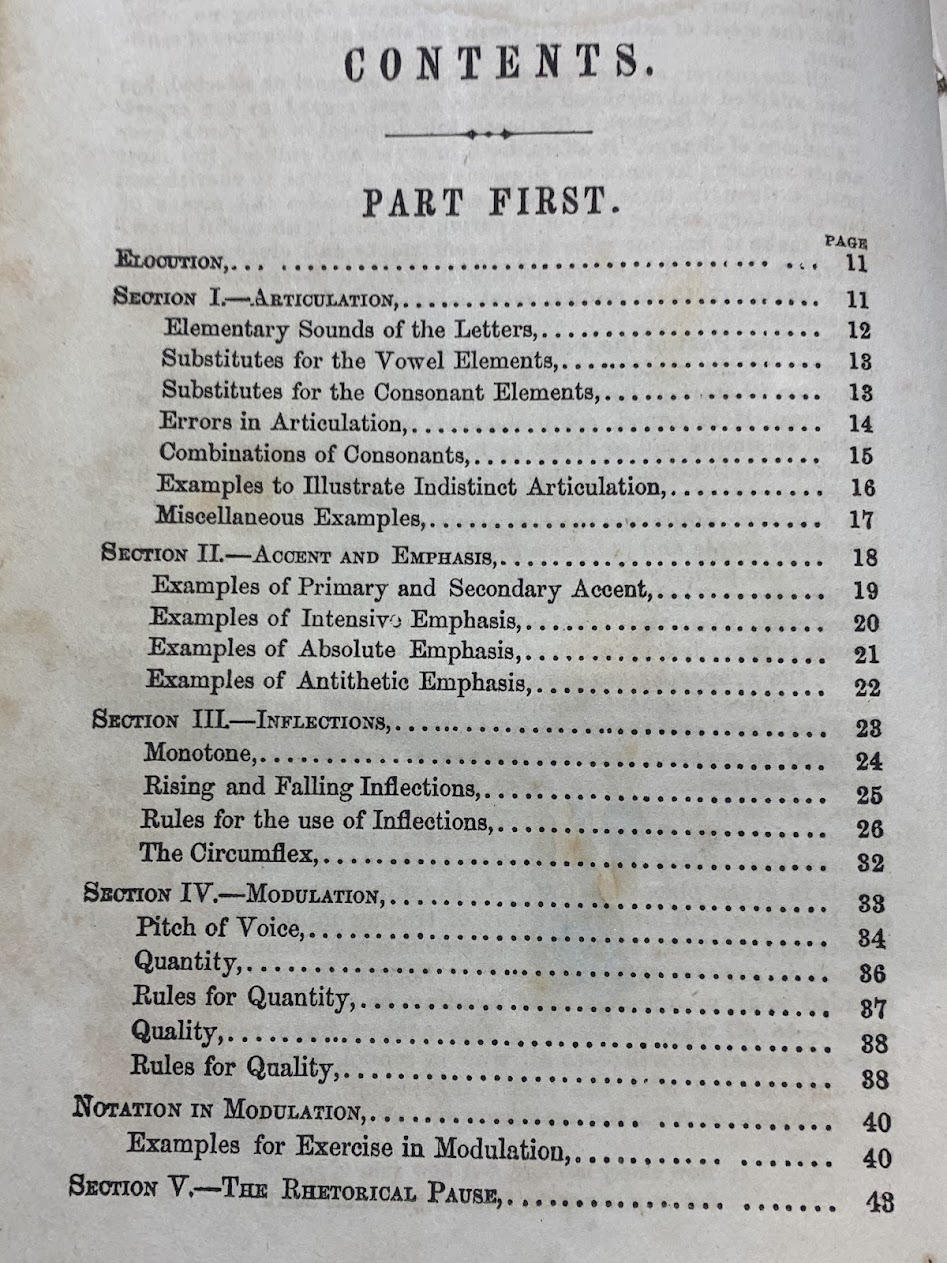 CONTENTS.
PART FIRST.
PAGE
ELOCUTION,... 11
SECTION I.—ARTICULATION,... 11
Elementary Sounds of the Letters,... 12
Substitutes for the Vowel Elements,... 13
Substitutes for the Consonant Elements,... 13
Errors in Articulation,... 14
Combinations of Consonants,... 15
Examples to Illustrate Indistinct Articulation,... 16
Miscellaneous Examples,... 17
SECTION II.—ACCENT AND EMPHASIS,... 18
Examples of Primary and Secondary Accent,... 19
Examples of Intensive Emphasis,... 20
Examples of Absolute Emphasis,... 21
Examples of Antithetic Emphasis,... 22
SECTION III.—INFLECTIONS,... 23
Monotone,... 24
Rising and Falling Inflections,... 25
Rules for the use of Inflections,... 26
The Circumflex,... 32
SECTION IV.—MODULATION,... 33
Pitch of Voice,... 34
Quantity,... 36
Rules for Quantity,... 37
Quality,... 38
Rules for Quality,... 38
NOTATION IN MODULATION,... 40
Examples for Exercise in Modulation,... 40
SECTION V.—THE RHETORICAL PAUSE,... 43